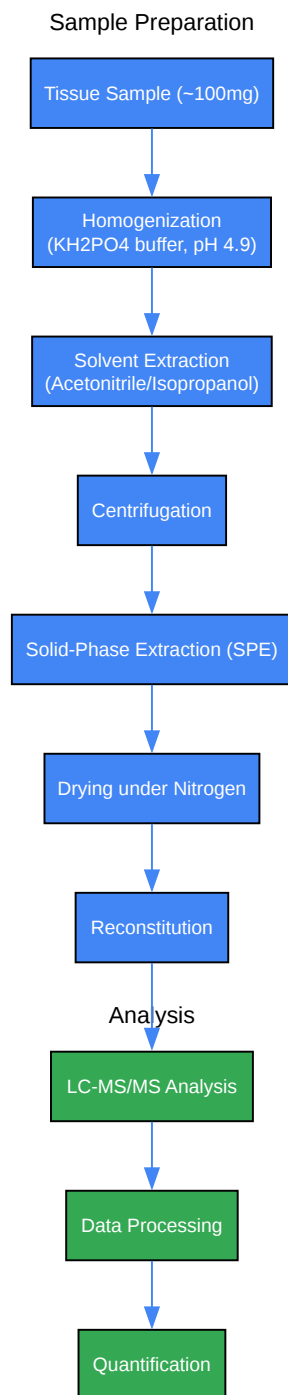 Sample Preparation
Tissue Sample (~100mg)
Homogenization
(KH2PO4 buffer, pH 4.9)
Solvent Extraction
(Acetonitrile/Isopropanol)
Centrifugation
Solid-Phase Extraction (SPE)
Drying under Nitrogen
Reconstitution
Analysis
LC-MS/MS Analysis
Data Processing
Quantification